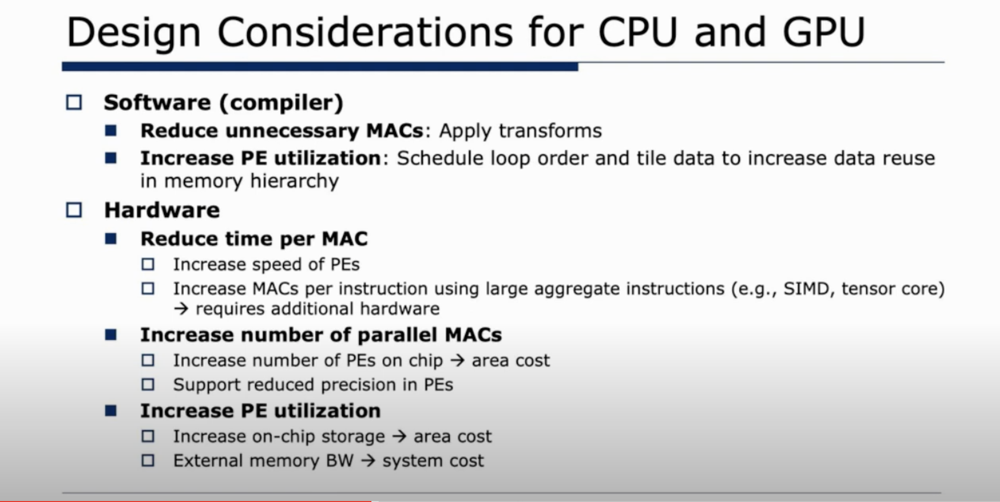 Design Considerations for CPU and GPU
Software (compiler)
Reduce unnecessary MACs: Apply transforms
Increase PE utilization: Schedule loop order and tile data to increase data reuse
in memory hierarchy
Hardware
Reduce time per MAC
Increase speed of PEs
Increase MACs per instruction using large aggregate instructions (e.g., SIMD, tensor core)
→ requires additional hardware
Increase number of parallel MACs
Increase number of PEs on chip → area cost
Support reduced precision in PEs
Increase PE utilization
Increase on-chip storage → area cost
External memory BW → system cost